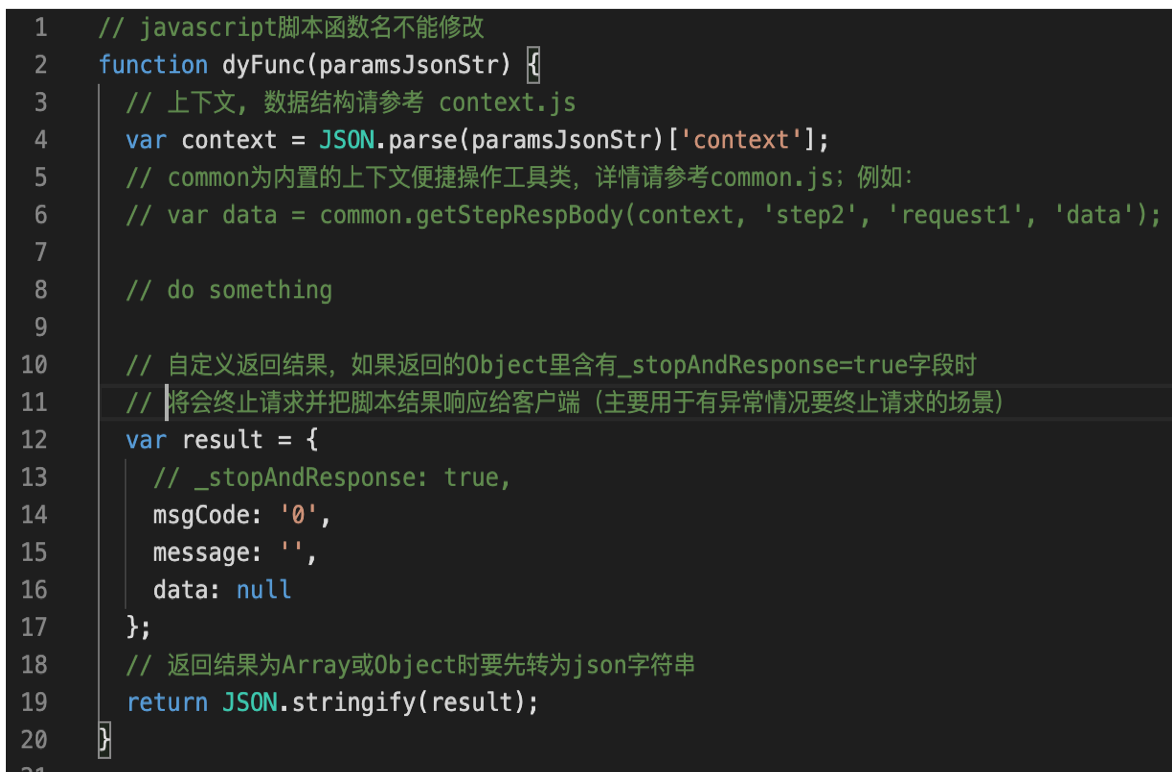 1 // javascript脚本函数名不能修改
2 function dyFunc(paramsJsonStr) {
3   // 上下文, 数据结构请参考 context.js
4   var context = JSON.parse(paramsJsonStr)['context'];
5   // common为内置的上下文便捷操作工具类，详情请参考common.js；例如：
6   // var data = common.getStepRespBody(context, 'step2', 'request1', 'data');
7
8   // do something
9
10   // 自定义返回结果，如果返回的Object里含有_stopAndResponse=true字段时
11   // 将会终止请求并把脚本结果响应给客户端（主要用于有异常情况要终止请求的场景）
12   var result = {
13     // _stopAndResponse: true,
14     msgCode: '0',
15     message: '',
16     data: null
17   };
18   // 返回结果为Array或Object时要先转为json字符串
19   return JSON.stringify(result);
20 }